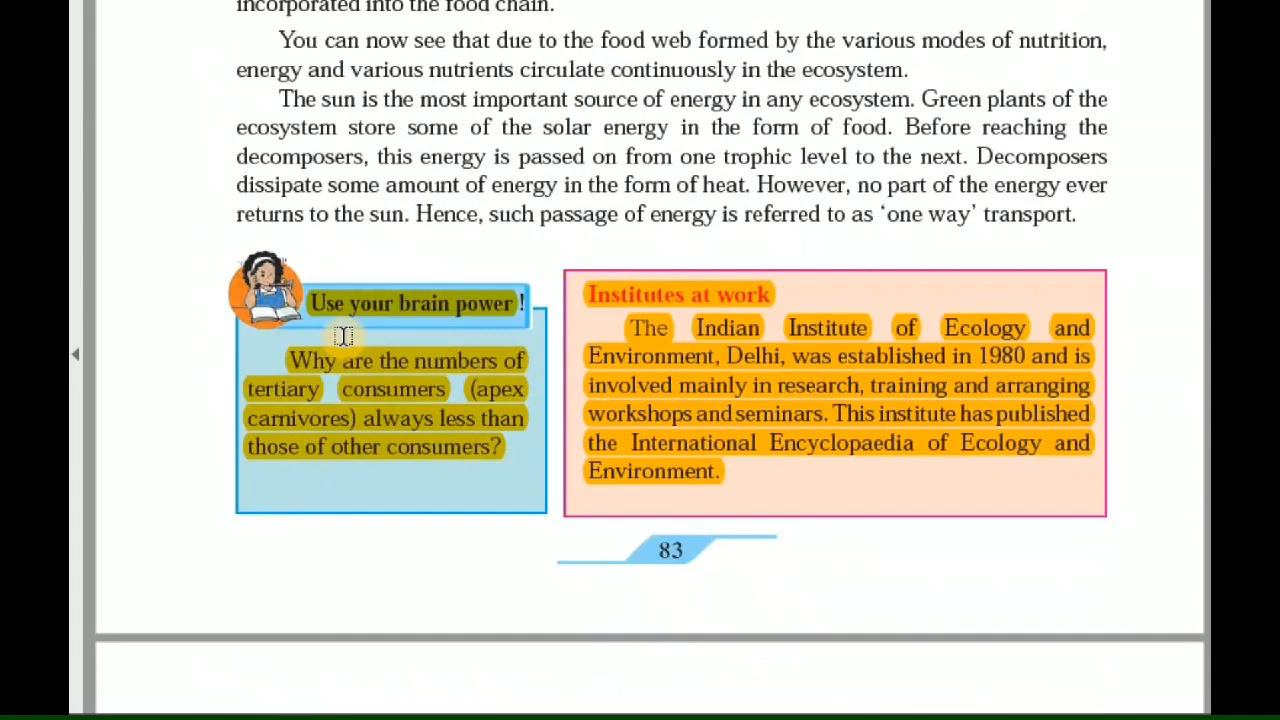 incorporated into the food chain.
You can now see that due to the food web formed by the various modes of nutrition,
energy and various nutrients circulate continuously in the ecosystem.
The sun is the most important source of energy in any ecosystem. Green plants of the
ecosystem store some of the solar energy in the form of food. Before reaching the
decomposers, this energy is passed on from one trophic level to the next. Decomposers
dissipate some amount of energy in the form of heat. However, no part of the energy ever
returns to the sun. Hence, such passage of energy is referred to as ‘one way’ transport.
Use your brain power !
Why are the numbers of
tertiary consumers (apex
carnivores) always less than
those of other consumers?
Institutes at work
The Indian Institute of Ecology and
Environment, Delhi, was established in 1980 and is
involved mainly in research, training and arranging
workshops and seminars. This institute has published
the International Encyclopaedia of Ecology and
Environment.
83